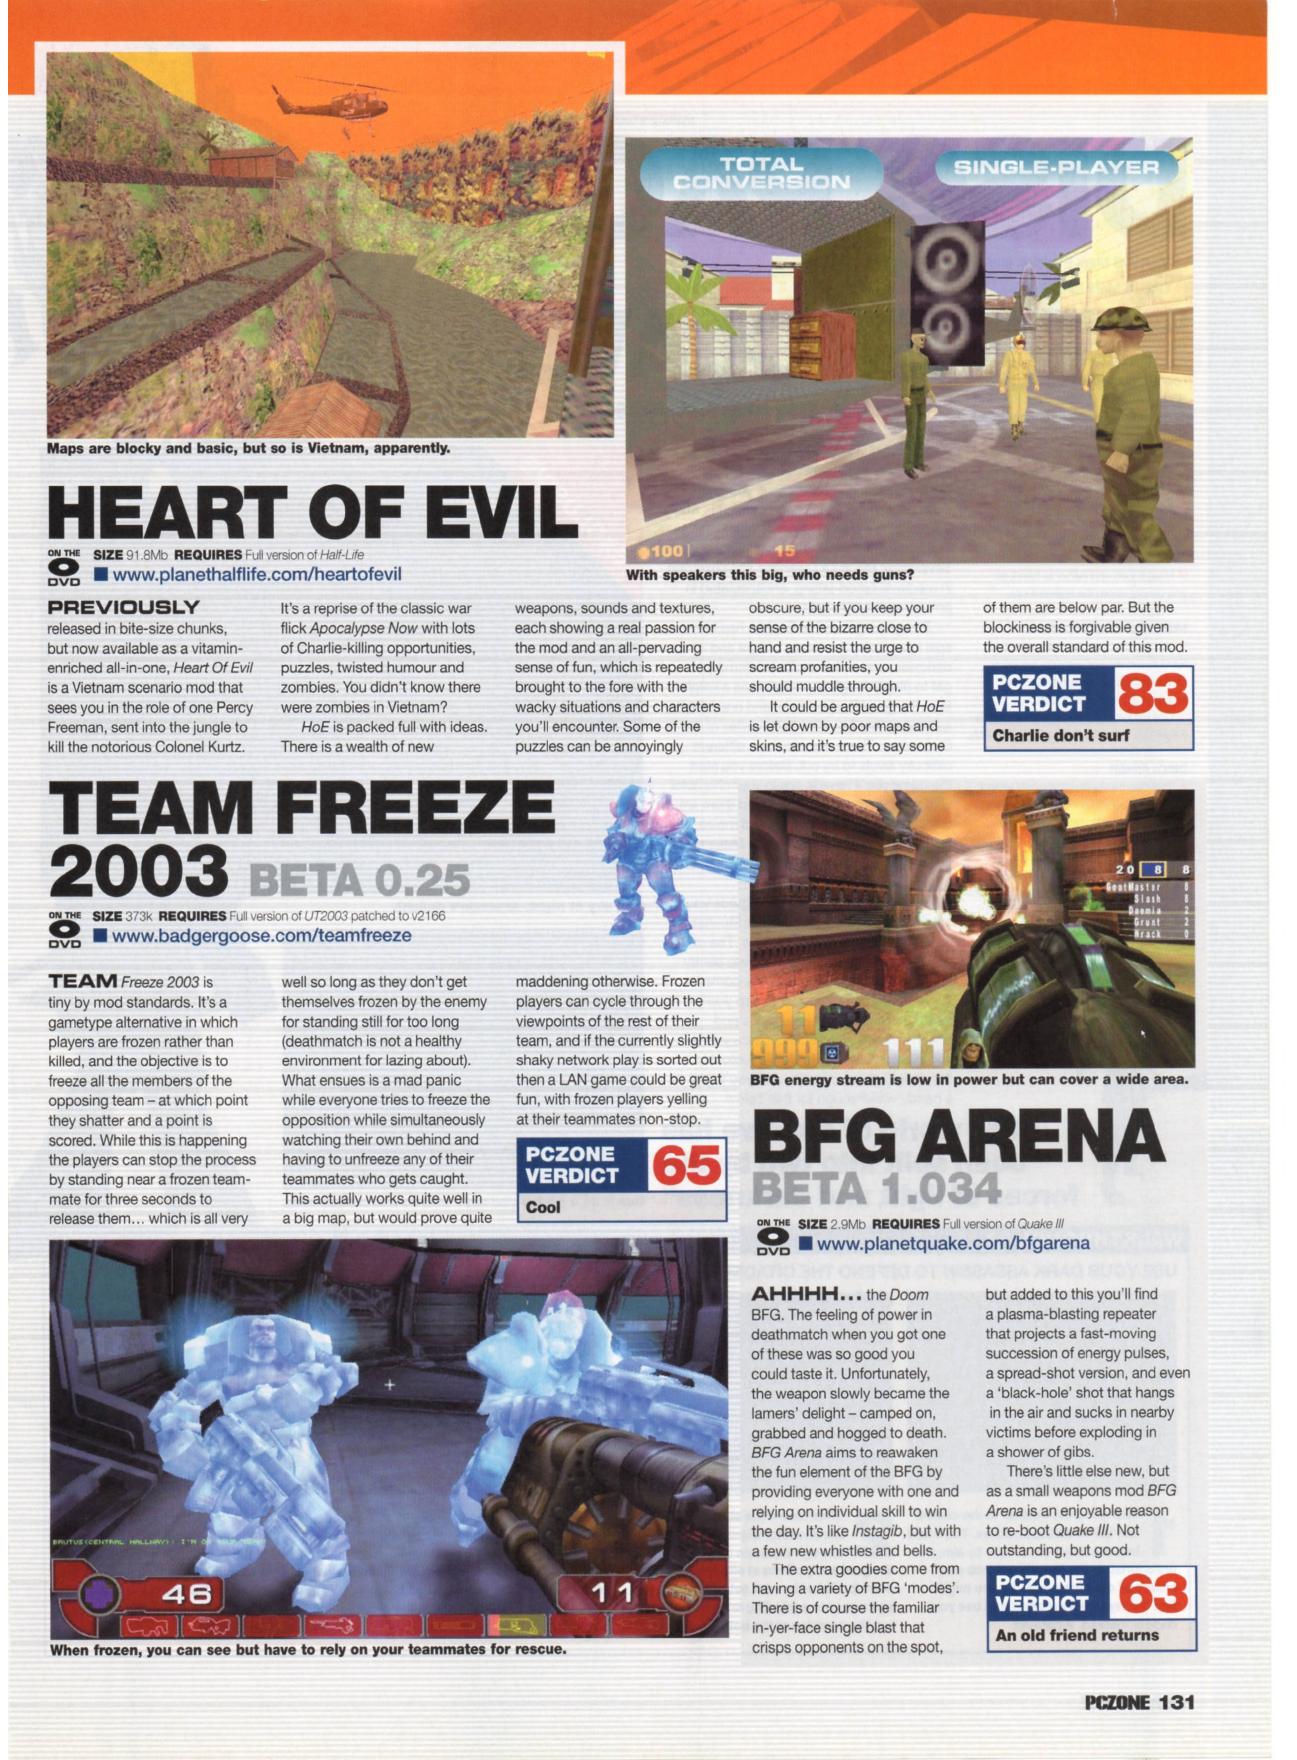 TOTAL
CONVERSION
SINGLE-PLAYER
100
15
Maps are blocky and basic, but so is Vietnam, apparently.
With speakers this big, who needs guns?
HEART OF EVIL
ON THE
DVD
SIZE 91.8Mb REQUIRES Full version of Half-Life
www.planethalflife.com/heartofevil
PREVIOUSLY
released in bite-size chunks,
but now available as a vitamin-
enriched all-in-one, Heart Of Evil
is a Vietnam scenario mod that
sees you in the role of one Percy
Freeman, sent into the jungle to
kill the notorious Colonel Kurtz.
It's a reprise of the classic war
flick Apocalypse Now with lots
of Charlie-killing opportunities,
puzzles, twisted humour and
zombies. You didn't know there
were zombies in Vietnam?
HoE is packed full with ideas.
There is a wealth of new
weapons, sounds and textures,
each showing a real passion for
the mod and an all-pervading
sense of fun, which is repeatedly
brought to the fore with the
wacky situations and characters
you'll encounter. Some of the
puzzles can be annoyingly
obscure, but if you keep your
sense of the bizarre close to
hand and resist the urge to
scream profanities, you
should muddle through.
It could be argued that HoE
is let down by poor maps and
skins, and it's true to say some
of them are below par. But the
blockiness is forgivable given
the overall standard of this mod.
PCZONE
VERDICT
83
Charlie don't surf
TEAM FREEZE
2003 BETA 0.25
ON THE
DVD
SIZE 373k REQUIRES Full version of UT2003 patched to v2166
www.badgergoose.com/teamfreeze
TEAM Freeze 2003 is
tiny by mod standards. It's a
gametype alternative in which
players are frozen rather than
killed, and the objective is to
freeze all the members of the
opposing team – at which point
they shatter and a point is
scored. While this is happening
the players can stop the process
by standing near a frozen team-
mate for three seconds to
release them... which is all very
well so long as they don't get
themselves frozen by the enemy
for standing still for too long
(deathmatch is not a healthy
environment for lazing about).
What ensues is a mad panic
while everyone tries to freeze the
opposition while simultaneously
watching their own behind and
having to unfreeze any of their
teammates who gets caught.
This actually works quite well in
a big map, but would prove quite
maddening otherwise. Frozen
players can cycle through the
viewpoints of the rest of their
team, and if the currently slightly
shaky network play is sorted out
then a LAN game could be great
fun, with frozen players yelling
at their teammates non-stop.
PCZONE
VERDICT
65
Cool
46
11
When frozen, you can see but have to rely on your teammates for rescue.
20 8 8
GoatMaster 8
Slash 8
Daemia 2
Grunt 2
Wrack 0
11
999
111
BFG energy stream is low in power but can cover a wide area.
BFG ARENA
BETA 1.034
ON THE
DVD
SIZE 2.9Mb REQUIRES Full version of Quake III
www.planetquake.com/bfgarena
AHHHH... the Doom
BFG. The feeling of power in
deathmatch when you got one
of these was so good you
could taste it. Unfortunately,
the weapon slowly became the
lamers' delight – camped on,
grabbed and hogged to death.
BFG Arena aims to reawaken
the fun element of the BFG by
providing everyone with one and
relying on individual skill to win
the day. It's like Instagib, but with
a few new whistles and bells.
The extra goodies come from
having a variety of BFG 'modes'.
There is of course the familiar
in-yer-face single blast that
crisps opponents on the spot,
but added to this you'll find
a plasma-blasting repeater
that projects a fast-moving
succession of energy pulses,
a spread-shot version, and even
a 'black-hole' shot that hangs
in the air and sucks in nearby
victims before exploding in
a shower of gibs.
There's little else new, but
as a small weapons mod BFG
Arena is an enjoyable reason
to re-boot Quake III. Not
outstanding, but good.
PCZONE
VERDICT
63
An old friend returns
PCZONE 131